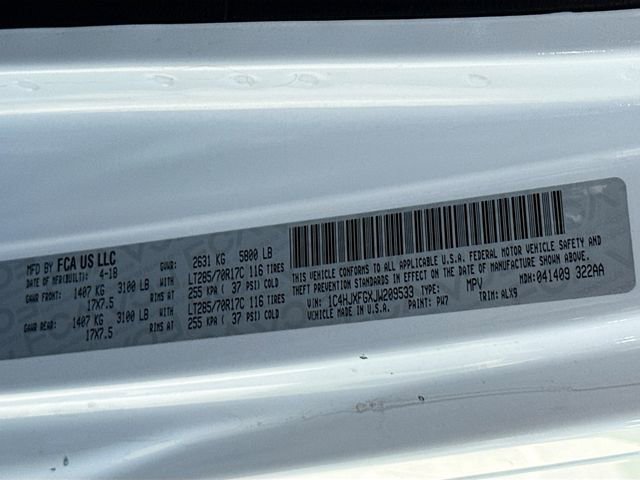 MFD BY FCA US LLC
DATE OF MFR(BUILT): 4-18 GVWR: 2631 KG 5800 LB
GAWR FRONT: 1407 KG 3100 LB WITH LT285/70R17C 116 TIRES
17X7.5 RIMS AT 255 KPA ( 37 PSI) COLD
GAWR REAR: 1407 KG 3100 LB WITH LT285/70R17C 116 TIRES
17X7.5 RIMS AT 255 KPA ( 37 PSI) COLD
THIS VEHICLE CONFORMS TO ALL APPLICABLE U.S.A. FEDERAL MOTOR VEHICLE SAFETY AND
THEFT PREVENTION STANDARDS IN EFFECT ON THE DATE OF MANUFACTURE SHOWN ABOVE.
VIN: 1C4HJXFGXJW209533 TYPE: MPV MDH: 041409 322AA
VEHICLE MADE IN U.S.A. PAINT: PW7 TRIM: ALX9